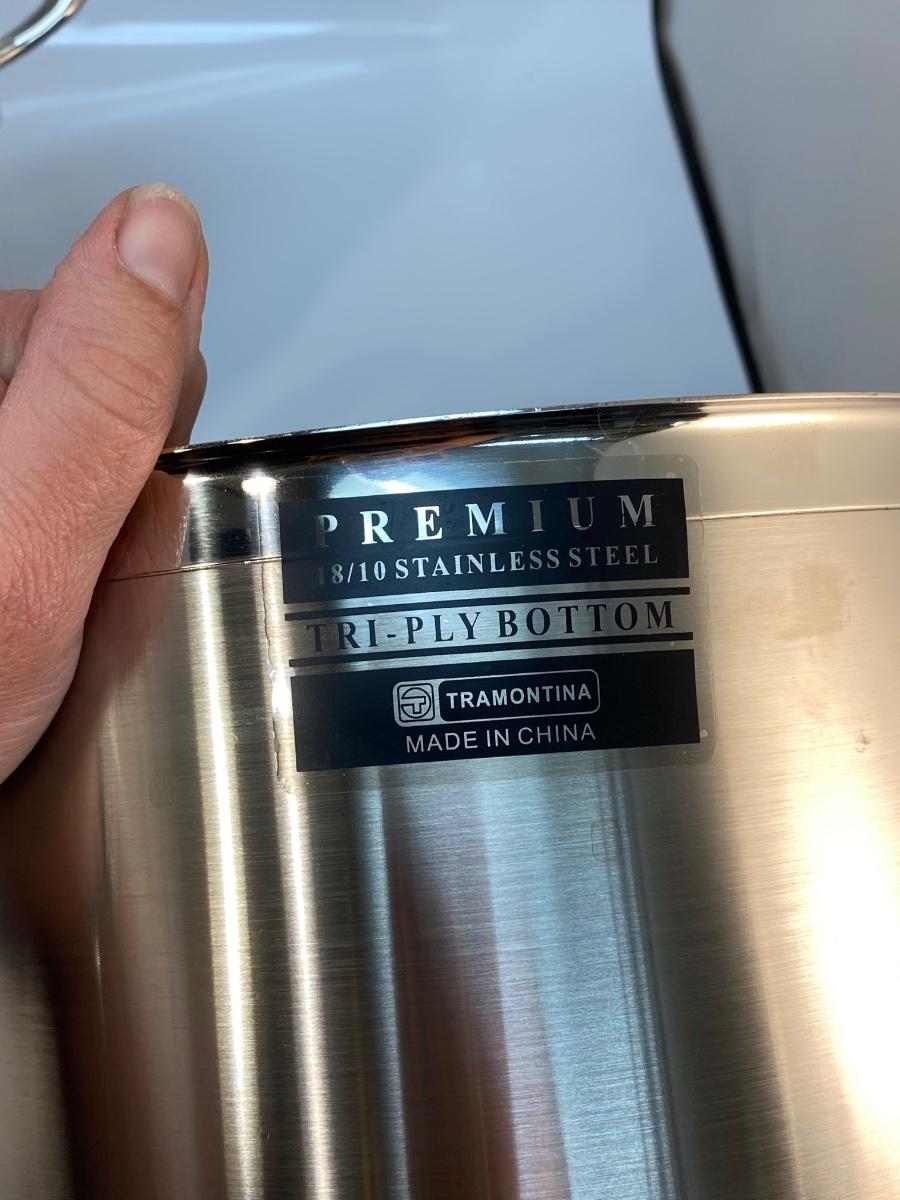 PREMIUM
18/10 STAINLESS STEEL
TRI-PLY BOTTOM
TRAMONTINA
MADE IN CHINA